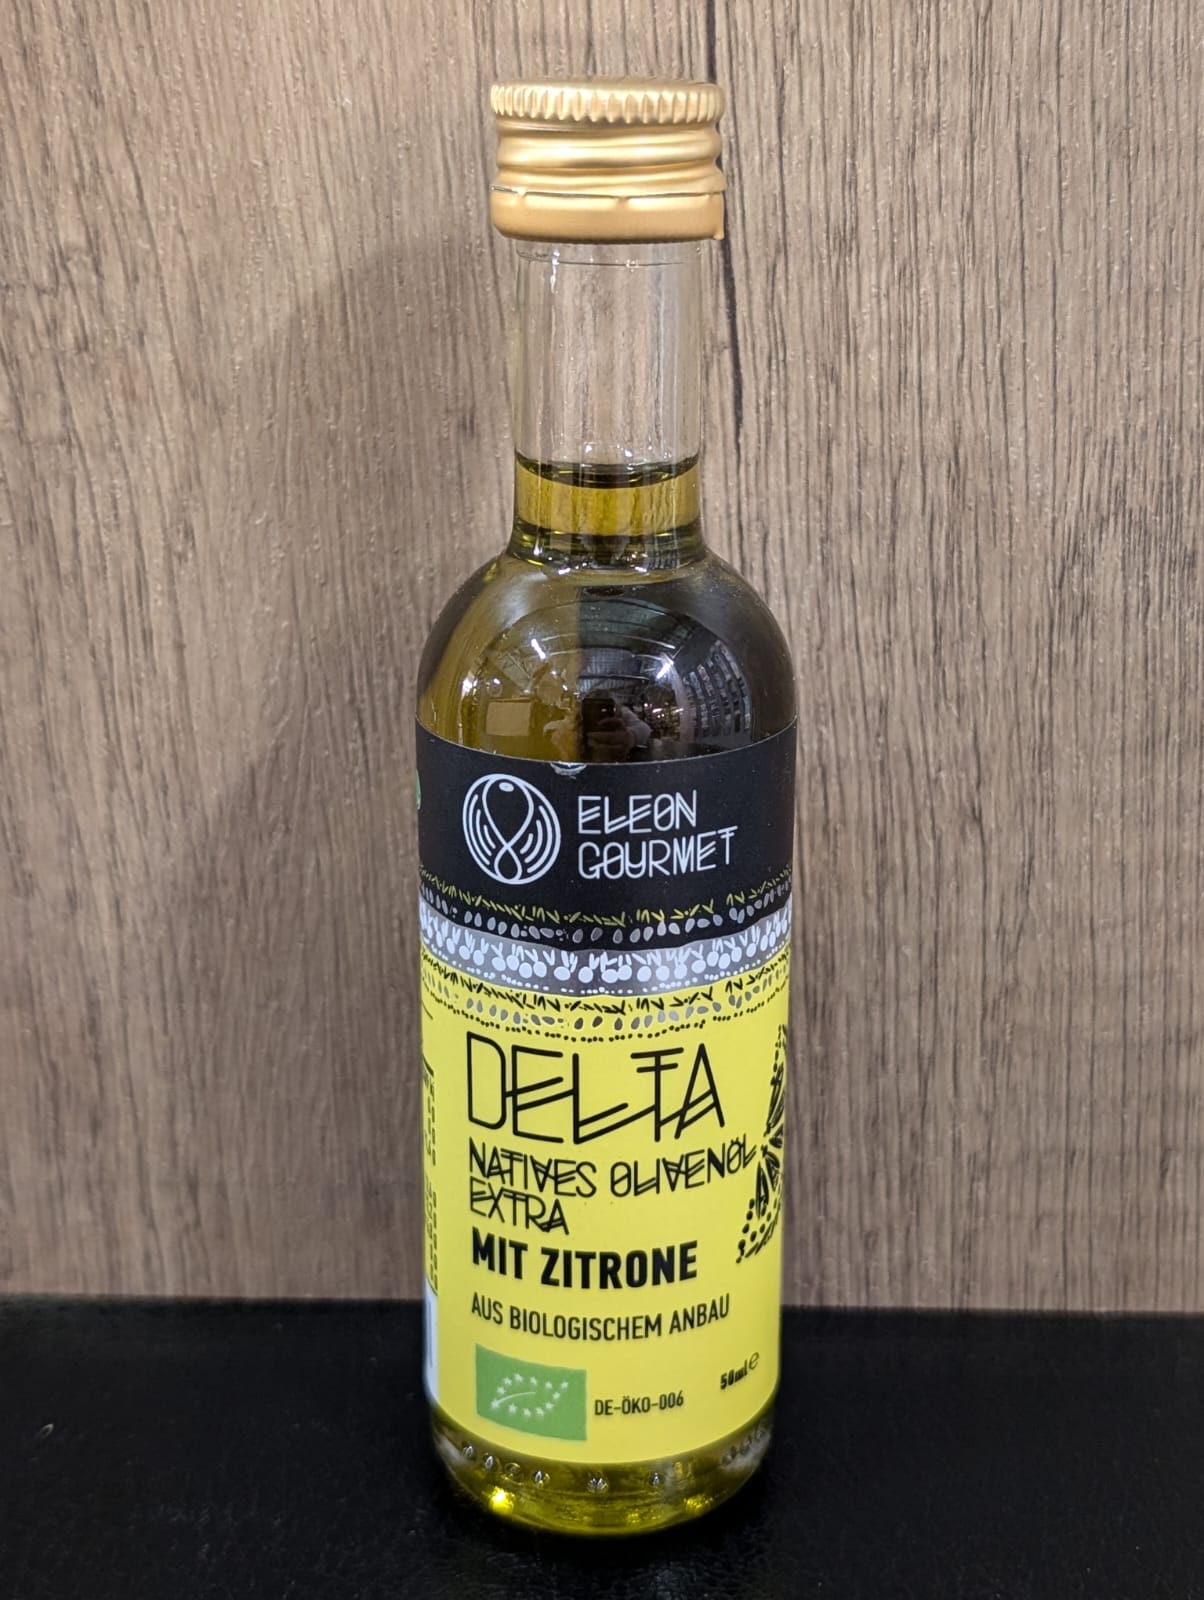 ELEON
GOURMET
DELTA
NATIVES OLIVENÖL
EXTRA
MIT ZITRONE
AUS BIOLOGISCHEM ANBAU
50ml e
DE-ÖKO-006